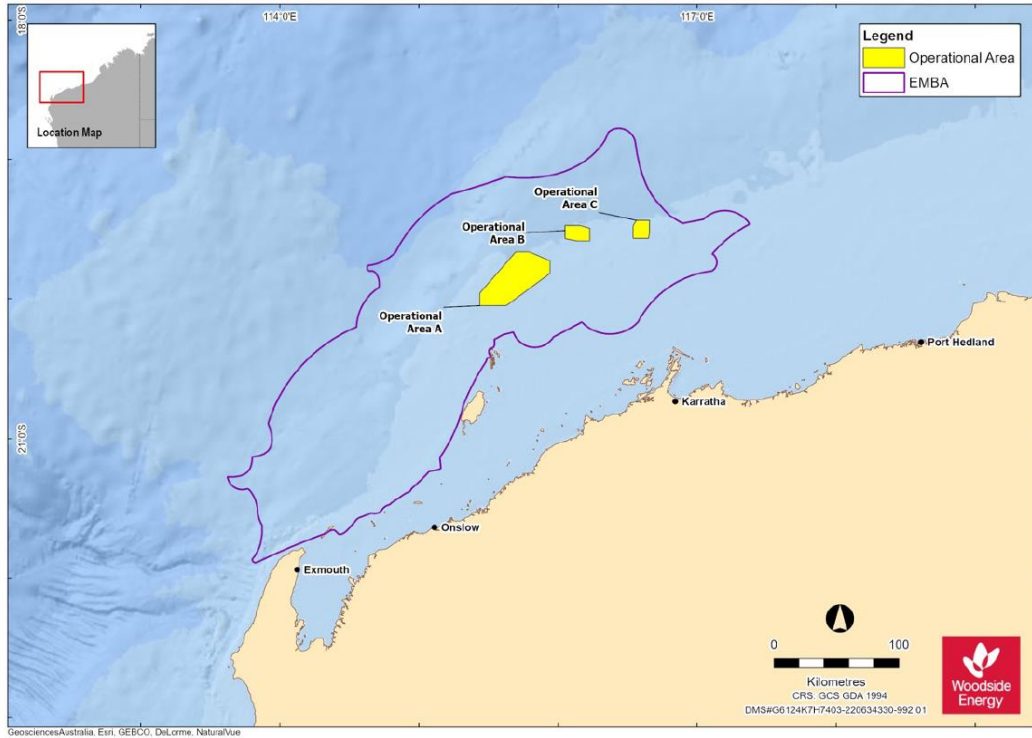 18°0'S
114°0'E
117°0'E
Legend
Operational Area
EMBA
Location Map
Operational
Area C
Operational
Area B
Operational
Area A
Port Hedland
Karratha
21°0'S
Onslow
Exmouth
0 100
Kilometres
CRS: GCS GDA 1994
DMS#G6124K7H7403-220634330-992 01
Woodside
Energy
GeosciencesAustralia, Esri, GEBCO, DeLorme, NaturalVue